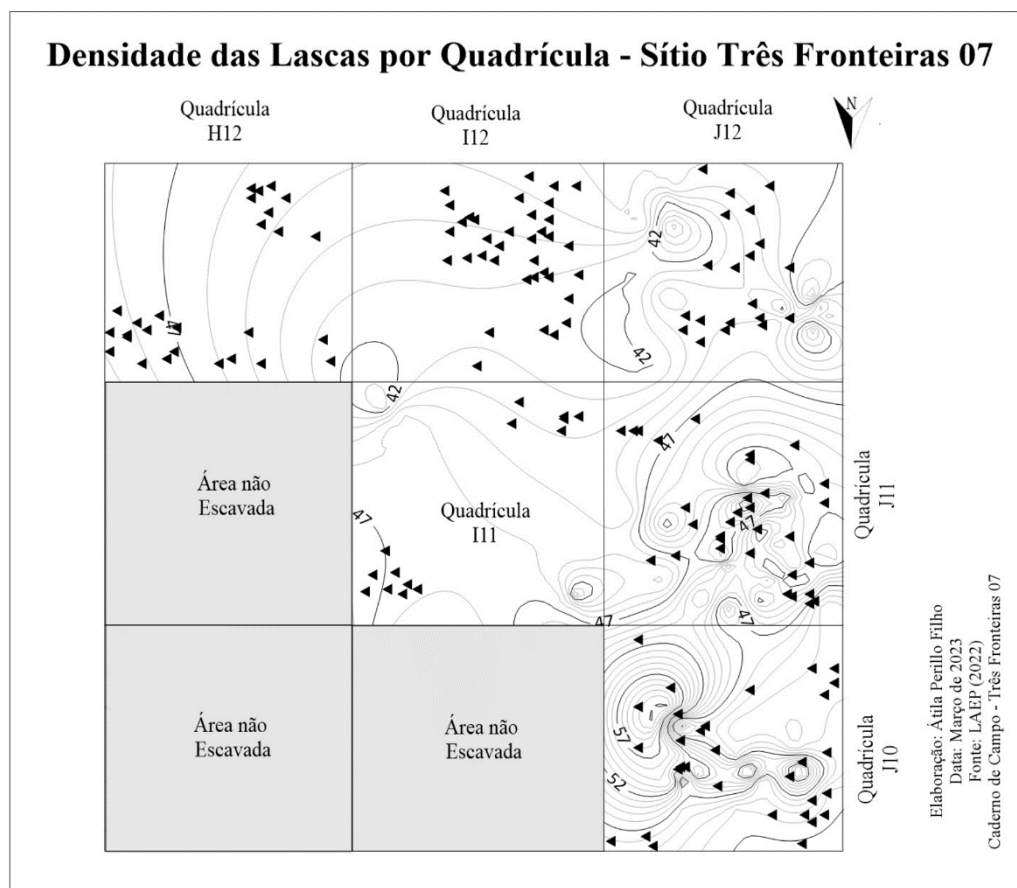 Densidade das Lascas por Quadrícula - Sítio Três Fronteiras 07
Quadrícula
H12
Quadrícula
I12
Quadrícula
J12
N
42
47
42
42
47
Área não
Escavada
47
Quadrícula
I11
47
Quadrícula
J11
47
47
Área não
Escavada
Área não
Escavada
57
52
Quadrícula
J10
Elaboração: Átila Perillo Filho
Data: Março de 2023
Fonte: LAEP (2022)
Caderno de Campo - Três Fronteiras 07